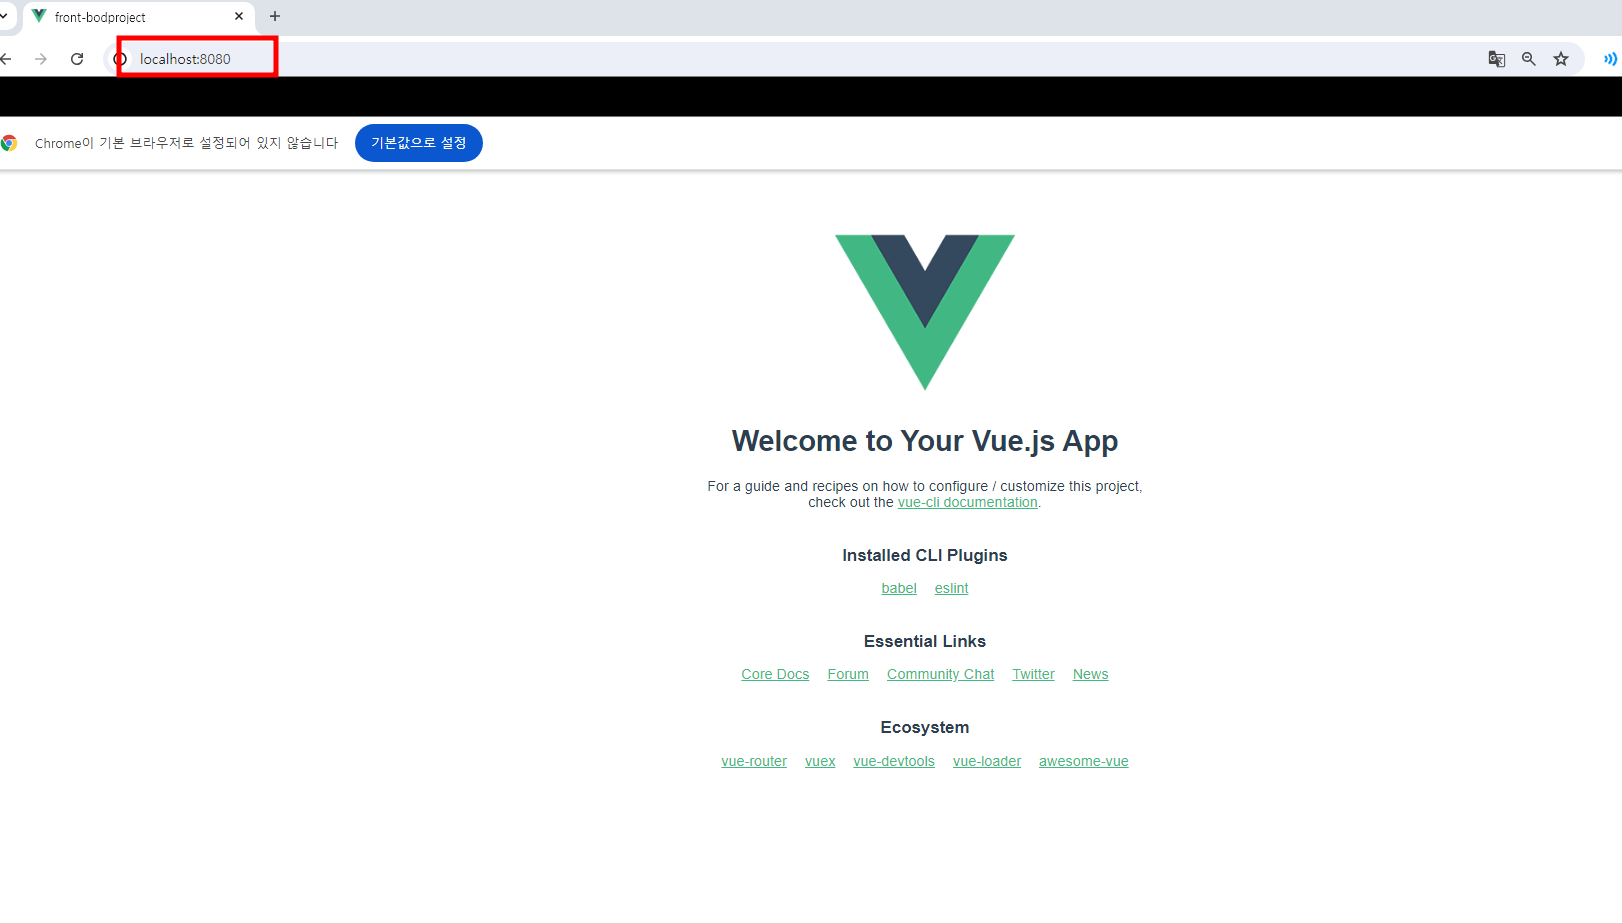 front-bodproject
localhost:8080
Chrome이 기본 브라우저로 설정되어 있지 않습니다 기본값으로 설정
Welcome to Your Vue.js App
For a guide and recipes on how to configure / customize this project,
check out the vue-cli documentation.
Installed CLI Plugins
babel eslint
Essential Links
Core Docs Forum Community Chat Twitter News
Ecosystem
vue-router vuex vue-devtools vue-loader awesome-vue